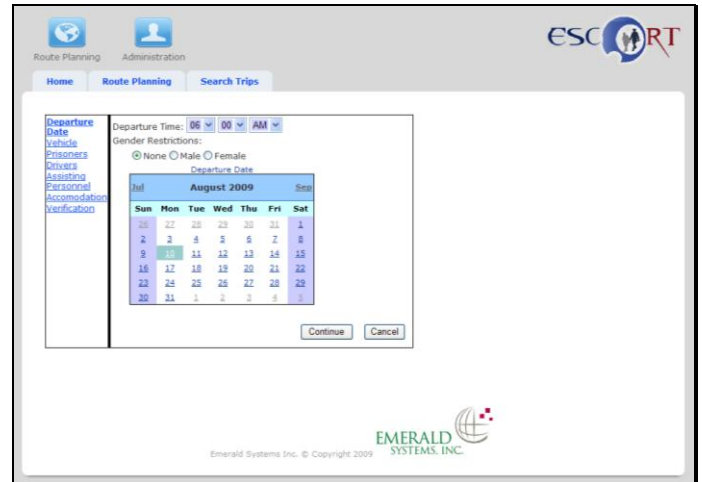 ESCORT
Route Planning Administration
Home Route Planning Search Trips
Departure Date
Vehicle
Prisoners
Drivers
Assisting Personnel
Accomodation
Verification
Departure Time: 06 00 AM
Gender Restrictions:
None Male Female
Departure Date
Jul August 2009 Sep
Sun Mon Tue Wed Thu Fri Sat
26 27 28 29 30 31 1
2 3 4 5 6 7 8
9 10 11 12 13 14 15
16 17 18 19 20 21 22
23 24 25 26 27 28 29
30 31 1 2 3 4 5
Continue Cancel
EMERALD
SYSTEMS, INC.
Emerald Systems Inc. © Copyright 2009